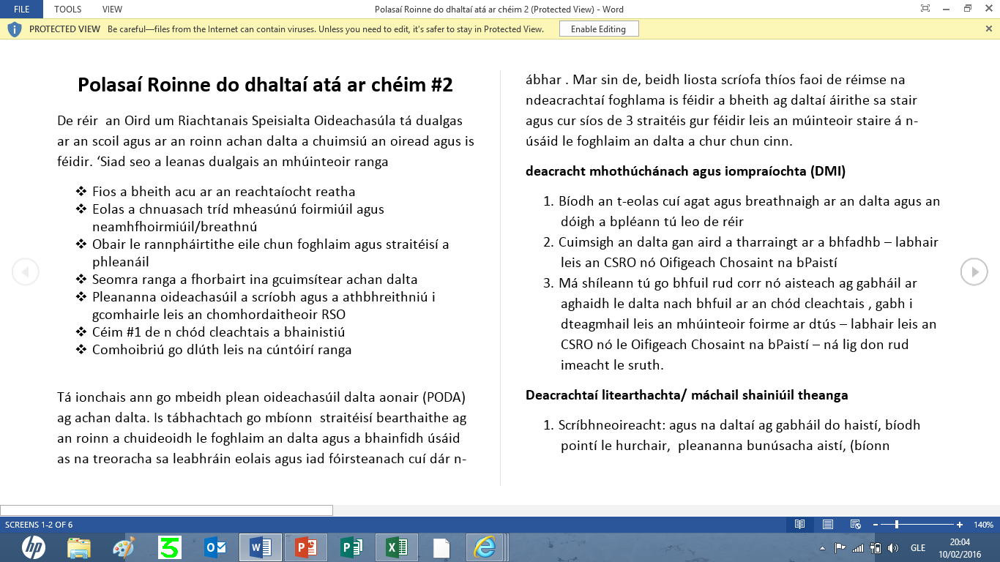 FILE TOOLS VIEW Polasaí Roinne do dhaltaí atá ar chéim 2 (Protected View) - Word
PROTECTED VIEW Be careful—files from the Internet can contain viruses. Unless you need to edit, it's safer to stay in Protected View. Enable Editing
Polasaí Roinne do dhaltaí atá ar chéim #2
De réir an Oird um Riachtanais Speisialta Oideachasúla tá dualgas
ar an scoil agus ar an roinn achan dalta a chuimsiú an oiread agus is
féidir. ‘Siad seo a leanas dualgais an mhúinteoir ranga
❖ Fios a bheith acu ar an reachtaíocht reatha
❖ Eolas a chnuasach tríd mheasúnú foirmiúil agus
neamhfhoirmiúil/breathnú
❖ Obair le rannpháirtithe eile chun foghlaim agus straitéisí a
phleanáil
❖ Seomra ranga a fhorbairt ina gcuimsítear achan dalta
❖ Pleananna oideachasúil a scríobh agus a athbhreithniú i
gcomhairle leis an chomhordaitheoir RSO
❖ Céim #1 de n chód cleachtais a bhainistiú
❖ Comhoibriú go dlúth leis na cúntóirí ranga
Tá ionchais ann go mbeidh plean oideachasúil dalta aonair (PODA)
ag achan dalta. Is tábhachtach go mbíonn straitéisí bearthaithe ag
an roinn a chuideoidh le foghlaim an dalta agus a bhainfidh úsáid
as na treoracha sa leabhráin eolais agus iad fóirsteanach cuí dár n-
ábhar . Mar sin de, beidh liosta scríofa thíos faoi de réimse na
ndeacrachtaí foghlama is féidir a bheith ag daltaí áirithe sa stair
agus cur síos de 3 straitéis gur féidir leis an múinteoir staire á n-
úsáid le foghlaim an dalta a chur chun cinn.
deacracht mhothúchánach agus iompraíochta (DMI)
1. Bíodh an t-eolas cuí agat agus breathnaigh ar an dalta agus an
dóigh a bpléann tú leo de réir
2. Cuimsigh an dalta gan aird a tharraingt ar a bhfadhb – labhair
leis an CSRO nó Oifigeach Chosaint na bPaistí
3. Má shíleann tú go bhfuil rud corr nó aisteach ag gabháil ar
aghaidh le dalta nach bhfuil ar an chód cleachtais , gabh i
dteagmhail leis an mhúinteoir foirme ar dtús – labhair leis an
CSRO nó le Oifigeach Chosaint na bPaistí – ná lig don rud
imeacht le sruth.
Deacrachtaí litearthachta/ máchail shainiúil theanga
1. Scríbhneoireacht: agus na daltaí ag gabháil do haistí, bíodh
pointí le hurchair, pleananna bunúsacha aistí, (bíonn
SCREENS 1-2 OF 6 140%
GLE 20:04
10/02/2016